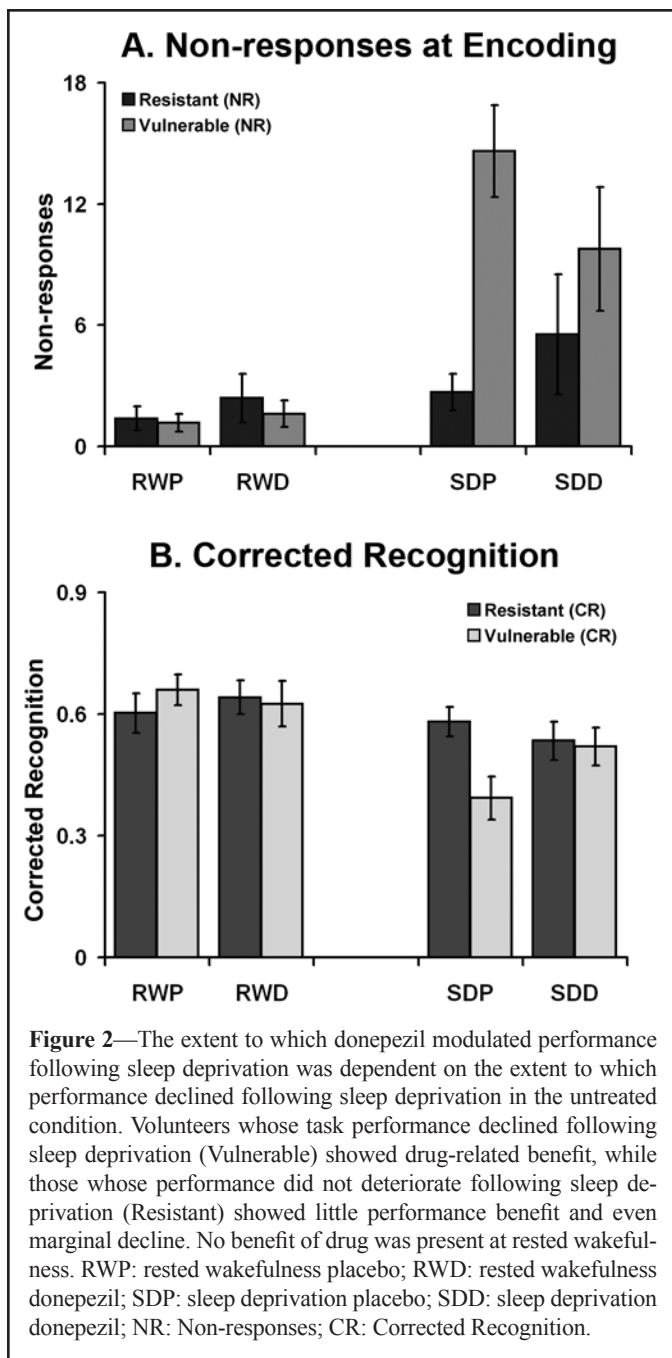 A. Non-responses at Encoding
18
Resistant (NR)
Vulnerable (NR)
12
Non-responses
6
0
RWP RWD SDP SDD
B. Corrected Recognition
0.9
Resistant (CR)
Vulnerable (CR)
0.6
Corrected Recognition
0.3
0
RWP RWD SDP SDD
Figure 2—The extent to which donepezil modulated performance
following sleep deprivation was dependent on the extent to which
performance declined following sleep deprivation in the untreated
condition. Volunteers whose task performance declined following
sleep deprivation (Vulnerable) showed drug-related benefit, while
those whose performance did not deteriorate following sleep de-
privation (Resistant) showed little performance benefit and even
marginal decline. No benefit of drug was present at rested wakeful-
ness. RWP: rested wakefulness placebo; RWD: rested wakefulness
donepezil; SDP: sleep deprivation placebo; SDD: sleep deprivation
donepezil; NR: Non-responses; CR: Corrected Recognition.